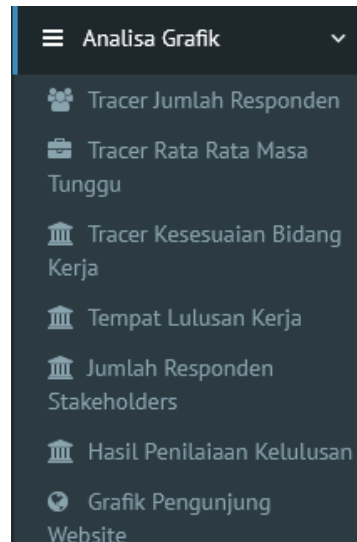 Analisa Grafik
Tracer Jumlah Responden
Tracer Rata Rata Masa
Tunggu
Tracer Kesesuaian Bidang
Kerja
Tempat Lulusan Kerja
Jumlah Responden
Stakeholders
Hasil Penilaiaan Kelulusan
Grafik Pengunjung
Website